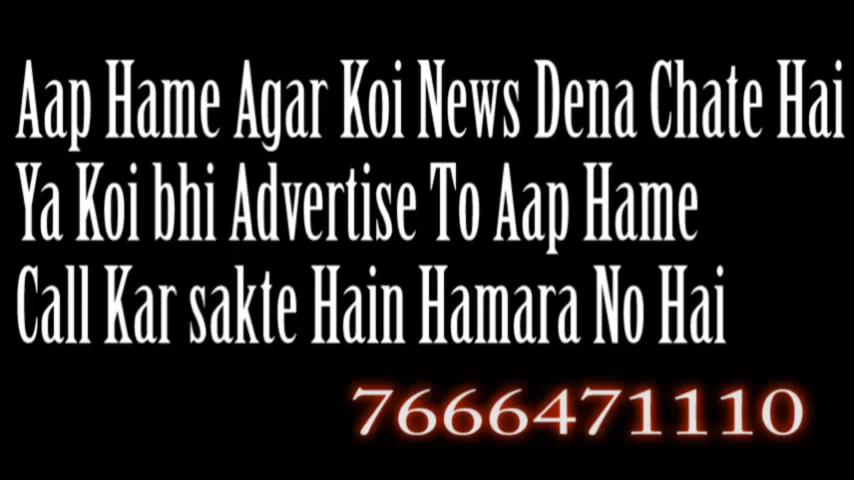 Aap Hame Agar Koi News Dena Chate Hai
Ya Koi bhi Advertise To Aap Hame
Call Kar sakte Hain Hamara No Hai
7666471110